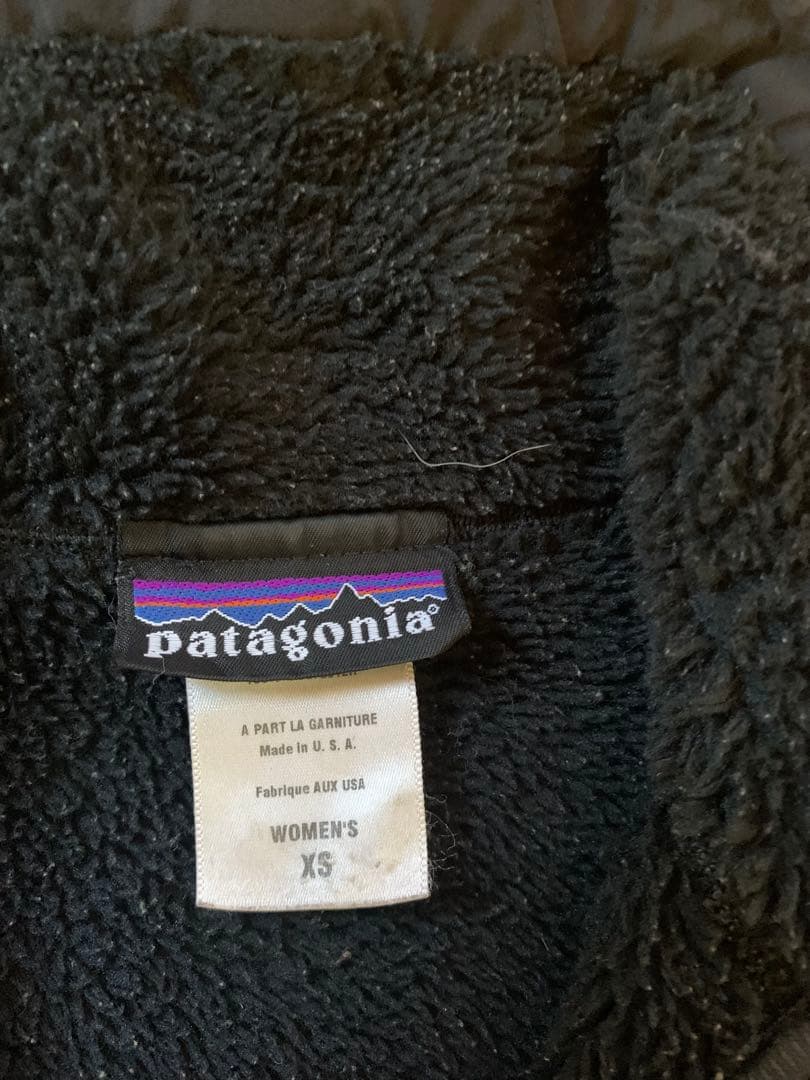 patagonia®
A PART LA GARNITURE
Made in U. S. A.
Fabrique AUX USA
WOMEN'S
XS